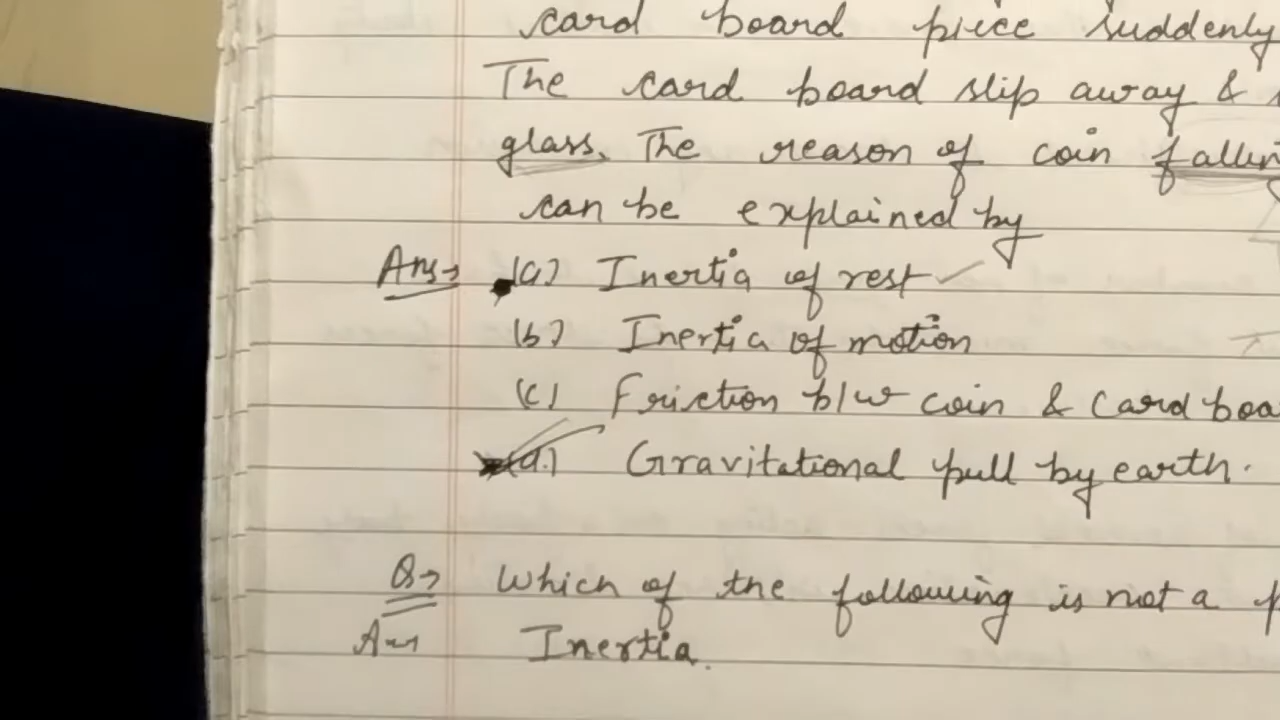 card board piece suddenly
The card board slip away &
glass. The reason of coin fallin
can be explained by
Ans→ (a) Inertia of rest ✓
(b) Inertia of motion
(c) Friction b/w coin & Card boa
(d.) Gravitational pull by earth.
Q→ Which of the following is not a
Ans Inertia.